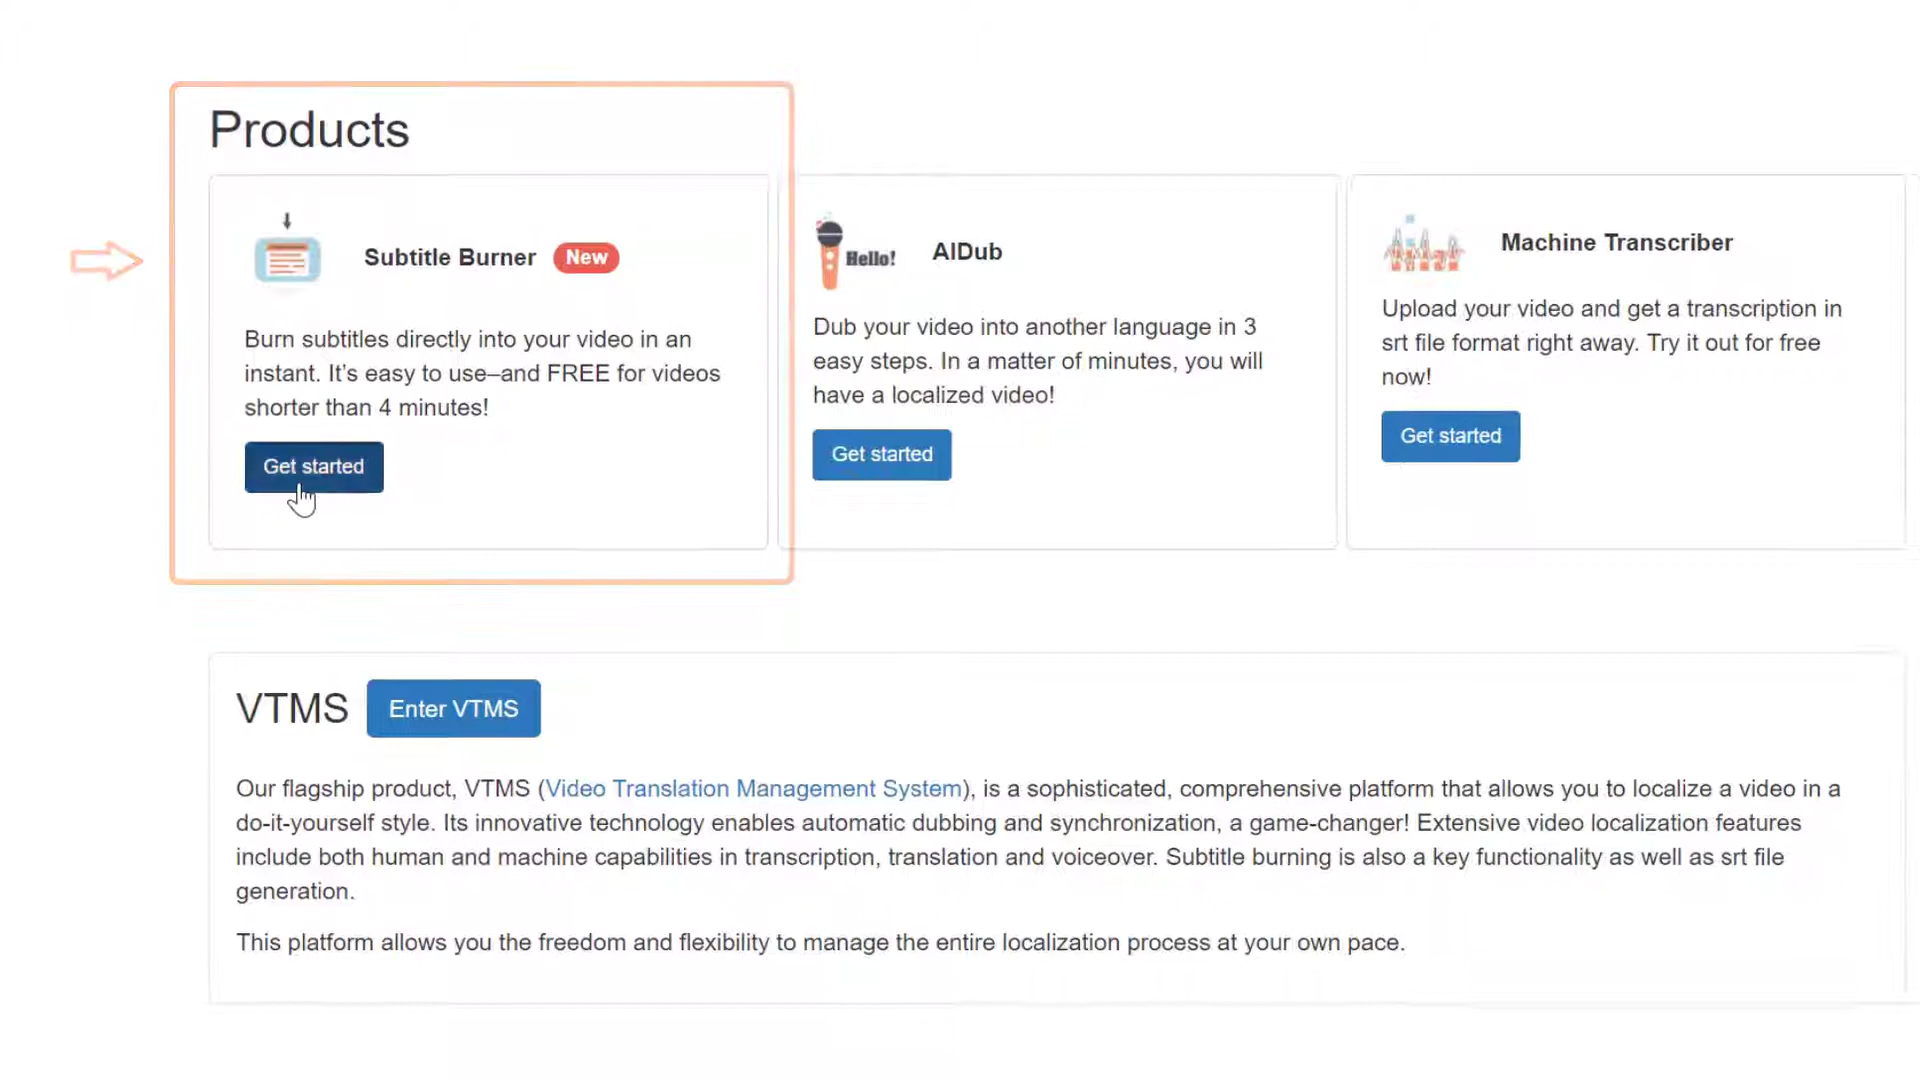 Products
Subtitle Burner New
Burn subtitles directly into your video in an
instant. It's easy to use–and FREE for videos
shorter than 4 minutes!
Get started
Hello! AIDub
Dub your video into another language in 3
easy steps. In a matter of minutes, you will
have a localized video!
Get started
Machine Transcriber
Upload your video and get a transcription in
srt file format right away. Try it out for free
now!
Get started
VTMS Enter VTMS
Our flagship product, VTMS (Video Translation Management System), is a sophisticated, comprehensive platform that allows you to localize a video in a
do-it-yourself style. Its innovative technology enables automatic dubbing and synchronization, a game-changer! Extensive video localization features
include both human and machine capabilities in transcription, translation and voiceover. Subtitle burning is also a key functionality as well as srt file
generation.
This platform allows you the freedom and flexibility to manage the entire localization process at your own pace.